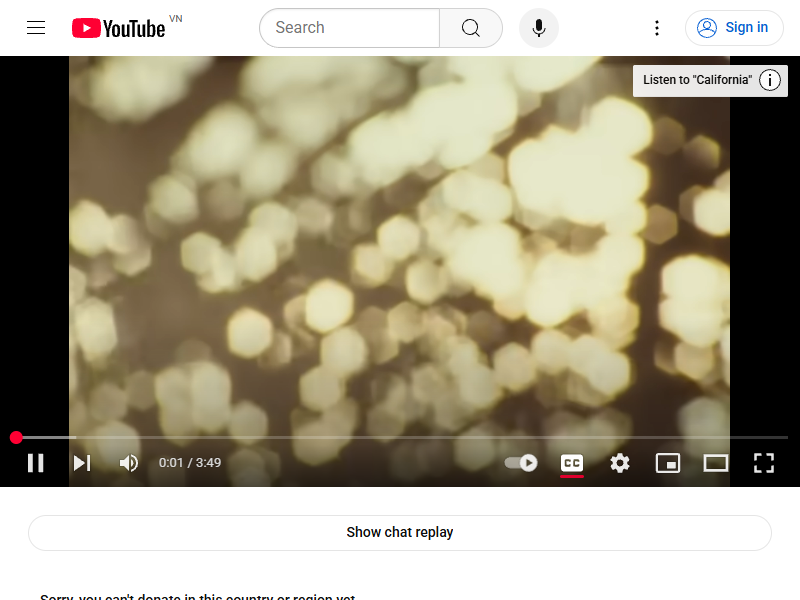 YouTube VN
Search
Sign in
Listen to "California"
0:01 / 3:49
CC
Show chat replay
Sorry, you can't donate in this country or region yet